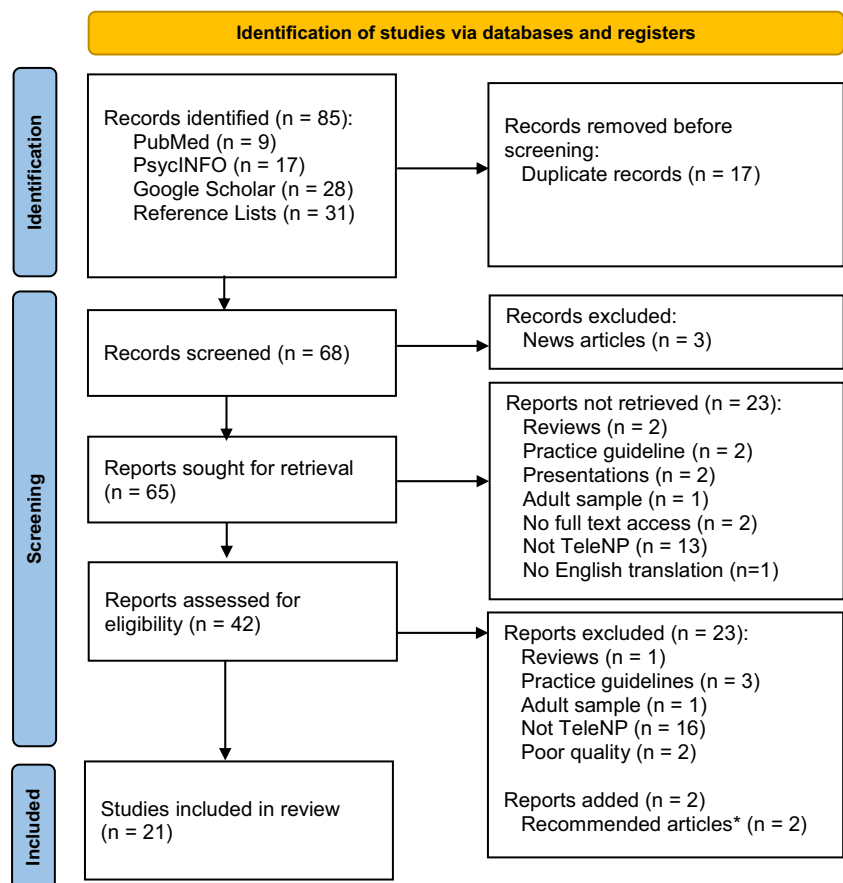 Identification of studies via databases and registers
Identification
Records identified (n = 85):
PubMed (n = 9)
PsycINFO (n = 17)
Google Scholar (n = 28)
Reference Lists (n = 31)
Records removed before
screening:
Duplicate records (n = 17)
Screening
Records screened (n = 68)
Records excluded:
News articles (n = 3)
Reports sought for retrieval
(n = 65)
Reports not retrieved (n = 23):
Reviews (n = 2)
Practice guideline (n = 2)
Presentations (n = 2)
Adult sample (n = 1)
No full text access (n = 2)
Not TeleNP (n = 13)
No English translation (n=1)
Reports assessed for
eligibility (n = 42)
Reports excluded (n = 23):
Reviews (n = 1)
Practice guidelines (n = 3)
Adult sample (n = 1)
Not TeleNP (n = 16)
Poor quality (n = 2)
Reports added (n = 2)
Recommended articles* (n = 2)
Included
Studies included in review
(n = 21)